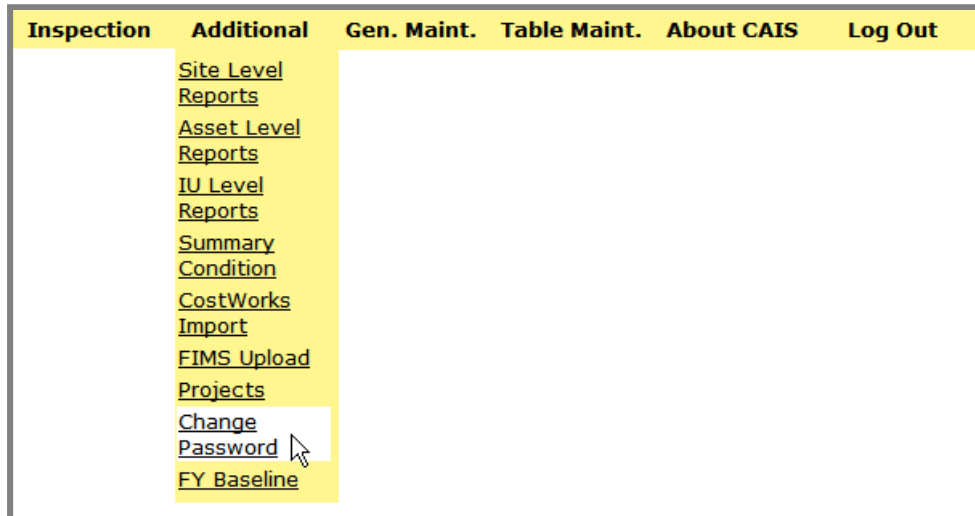 Inspection Additional Gen. Maint. Table Maint. About CAIS Log Out
Site Level
Reports
Asset Level
Reports
IU Level
Reports
Summary
Condition
CostWorks
Import
FIMS Upload
Projects
Change
Password
FY Baseline